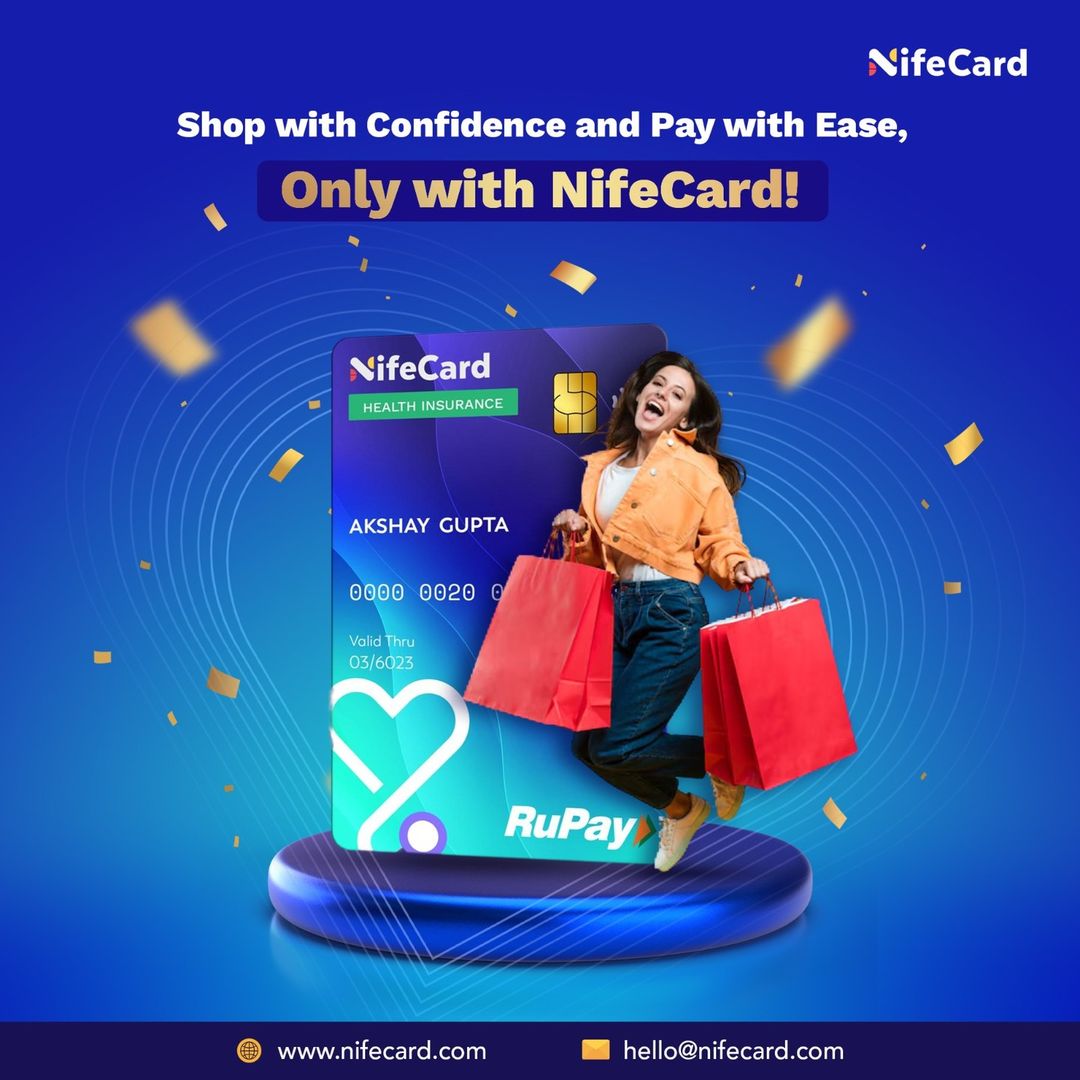 NifeCard
Shop with Confidence and Pay with Ease,
Only with NifeCard!
NifeCard
HEALTH INSURANCE
AKSHAY GUPTA
0000 0020 0
Valid Thru
03/6023
RuPay
www.nifecard.com
hello@nifecard.com